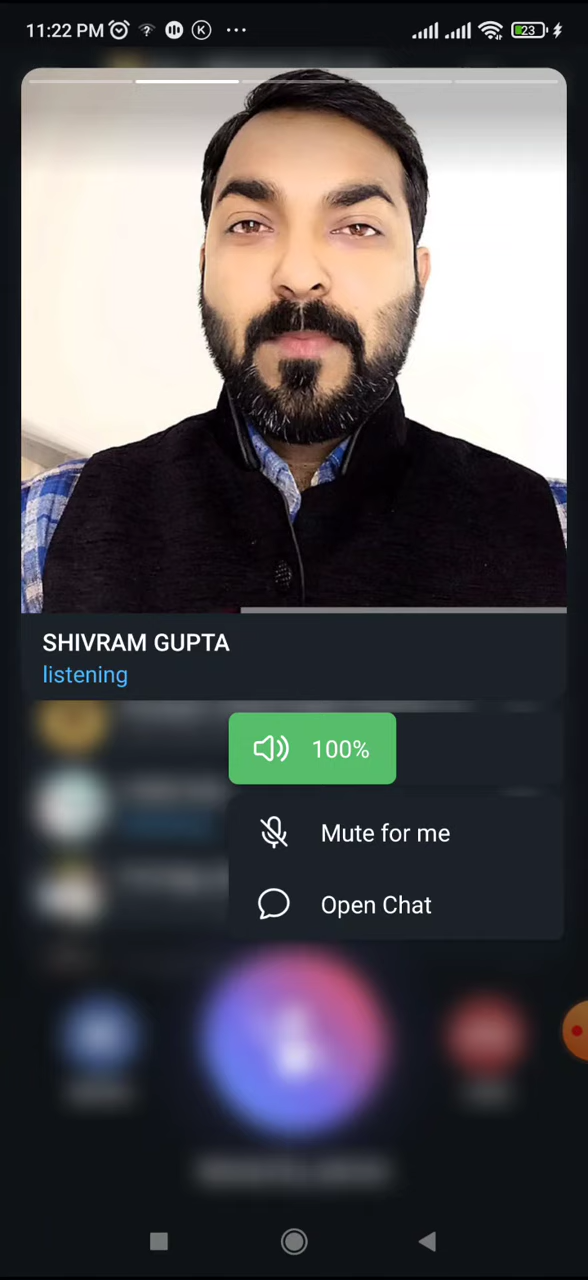 11:22 PM
23
SHIVRAM GUPTA
listening
100%
Mute for me
Open Chat